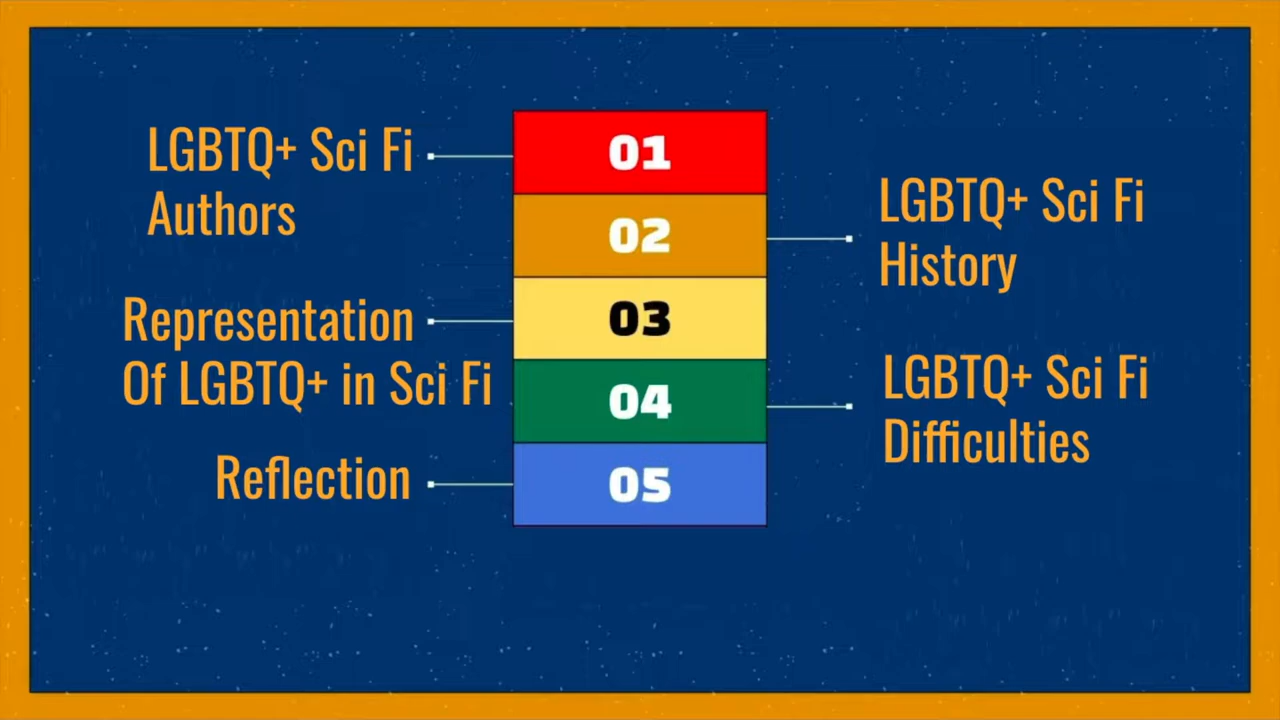 01
LGBTQ+ Sci Fi
Authors
02
LGBTQ+ Sci Fi
History
03
Representation
Of LGBTQ+ in Sci Fi
04
LGBTQ+ Sci Fi
Difficulties
05
Reflection